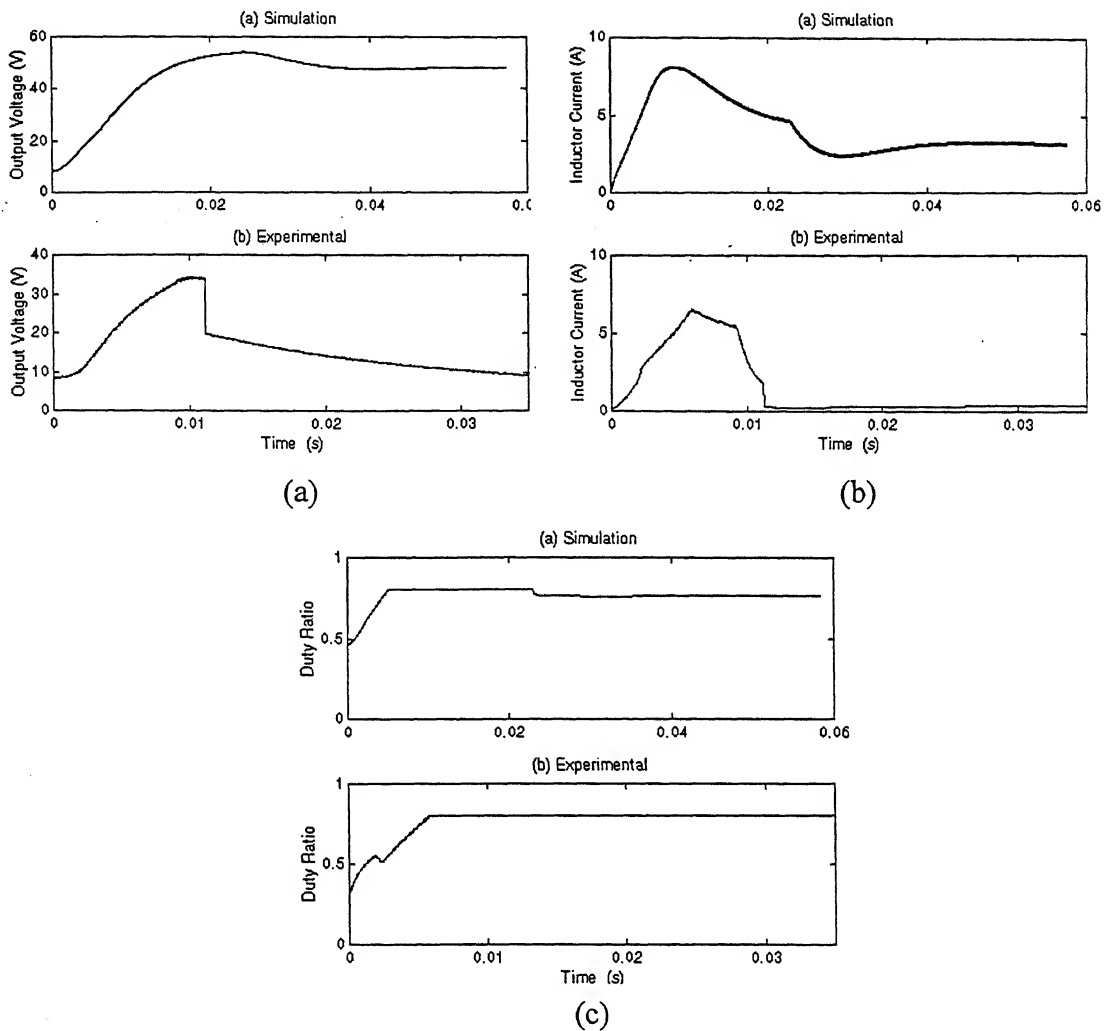 (a) Simulation
Output Voltage (V)
60
40
20
0
0
0.02
0.04
(b) Experimental
Output Voltage (V)
40
30
20
10
0
0
0.01
0.02
0.03
Time (s)
(a)
(a) Simulation
Inductor Current (A)
10
5
0
0
0.02
0.04
0.06
(b) Experimental
Inductor Current (A)
10
5
0
0
0.01
0.02
0.03
Time (s)
(b)
(a) Simulation
Duty Ratio
1
0.5
0
0
0.02
0.04
0.06
(b) Experimental
Duty Ratio
1
0.5
0
0
0.01
0.02
0.03
Time (s)
(c)